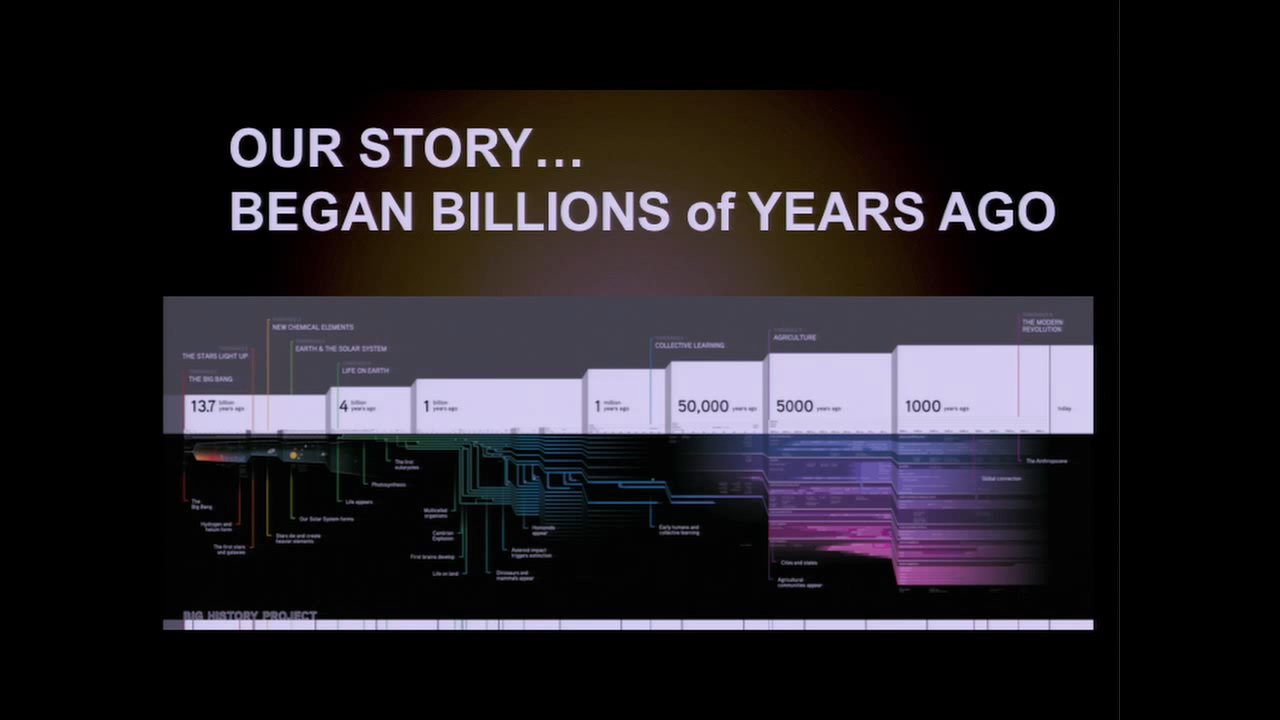 OUR STORY…
BEGAN BILLIONS of YEARS AGO
NEW CHEMICAL ELEMENTS
THE STARS LIGHT UP
EARTH & THE SOLAR SYSTEM
THE BIG BANG
LIFE ON EARTH
COLLECTIVE LEARNING
AGRICULTURE
THE MODERN
REVOLUTION
13.7 billion
years ago
4 billion
years ago
1 billion
years ago
1 million
years ago
50,000 years ago
5000 years ago
1000 years ago
today
The
Big Bang
Hydrogen and
helium form
The first stars
and galaxies
Stars die and create
heavier elements
Our Solar System forms
Life appears
Photosynthesis
The first
eukaryotes
Multicelled
organisms
Cambrian
Explosion
First brains develop
Life on land
Dinosaurs and
mammals appear
Asteroid impact
triggers extinction
Hominids
appear
Early humans and
collective learning
Cities and states
Agricultural
communities appear
Global connection
The Anthropocene
BIG HISTORY PROJECT